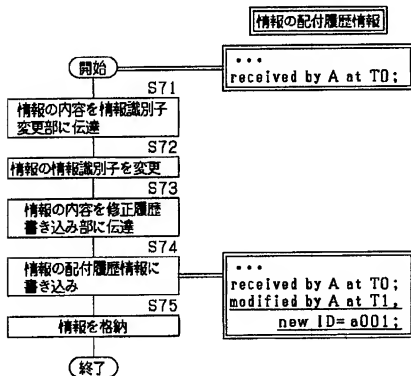 情報の配付履歴情報
開始
...
received by A at T0;
S71
情報の内容を情報識別子
変更部に伝達
S72
情報の情報識別子を変更
S73
情報の内容を修正履歴
書き込み部に伝達
S74
情報の配付履歴情報に
書き込み
...
received by A at T0;
modified by A at T1,
new ID= a001;
S75
情報を格納
終了